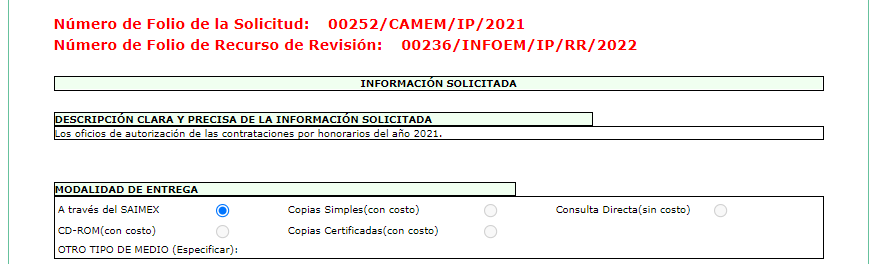 Número de Folio de la Solicitud: 00252/CAMEM/IP/2021
Número de Folio de Recurso de Revisión: 00236/INFOEM/IP/RR/2022
INFORMACIÓN SOLICITADA
DESCRIPCIÓN CLARA Y PRECISA DE LA INFORMACIÓN SOLICITADA
Los oficios de autorización de las contrataciones por honorarios del año 2021.
MODALIDAD DE ENTREGA
A través del SAIMEX Copias Simples(con costo) Consulta Directa(sin costo)
CD-ROM(con costo) Copias Certificadas(con costo)
OTRO TIPO DE MEDIO (Especificar):